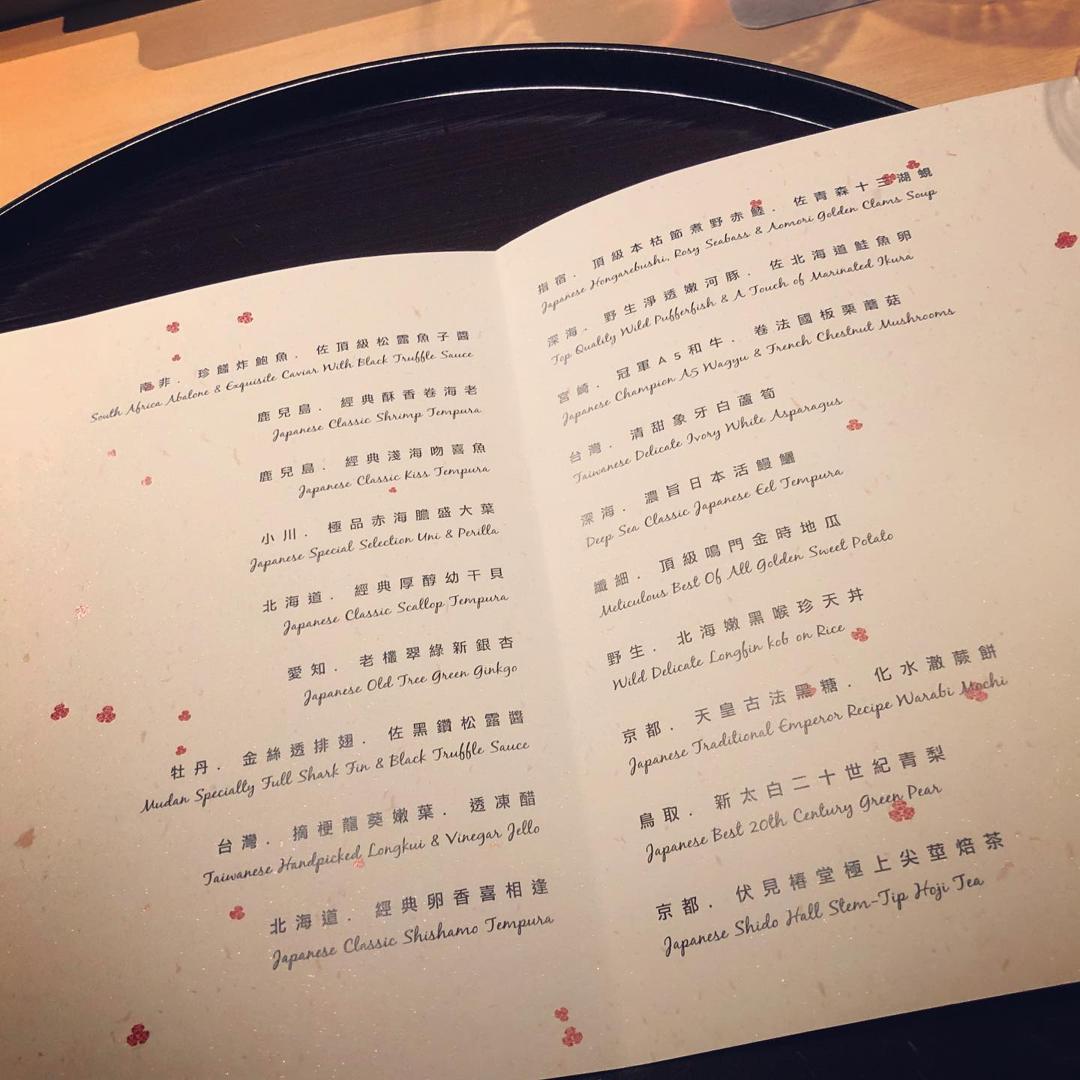 南非．珍饈炸鮑魚．佐頂級松露魚子醬
South Africa Abalone & Exquisite Caviar With Black Truffle Sauce
鹿兒島．經典酥香卷海老
Japanese Classic Shrimp Tempura
鹿兒島．經典淺海吻喜魚
Japanese Classic Kiss Tempura
小川．極品赤海膽盛大葉
Japanese Special Selection Uni & Perilla
北海道．經典厚醇幼干貝
Japanese Classic Scallop Tempura
愛知．老欉翠綠新銀杏
Japanese Old Tree Green Ginkgo
牡丹．金絲透排翅．佐黑鑽松露醬
Mudan Specialty Full Shark Fin & Black Truffle Sauce
台灣．摘梗龍葵嫩葉．透凍醋
Taiwanese Handpicked Longkui & Vinegar Jello
北海道．經典卵香喜相逢
Japanese Classic Shishamo Tempura
指宿．頂級本枯節煮野赤鯥．佐青森十三湖蜆
Japanese Hongarebushi, Rosy Seabass & Aomori Golden Clams Soup
深海．野生淨透嫩河豚．佐北海道鮭魚卵
Top Quality Wild Pufferfish & A Touch of Marinated Ikura
宮崎．冠軍A5和牛．卷法國板栗蘑菇
Japanese Champion A5 Wagyu & French Chestnut Mushrooms
台灣．清甜象牙白蘆筍
Taiwanese Delicate Ivory White Asparagus
深海．濃旨日本活鰻鱺
Deep Sea Classic Japanese Eel Tempura
纖細．頂級鳴門金時地瓜
Meticulous Best Of All Golden Sweet Potato
野生．北海嫩黑喉珍天丼
Wild Delicate Longfin kob on Rice
京都．天皇古法黑糖．化水澈蕨餅
Japanese Traditional Emperor Recipe Warabi Mochi
鳥取．新太白二十世紀青梨
Japanese Best 20th Century Green Pear
京都．伏見椿堂極上尖莖焙茶
Japanese Shido Hall Stem-Tip Hoji Tea